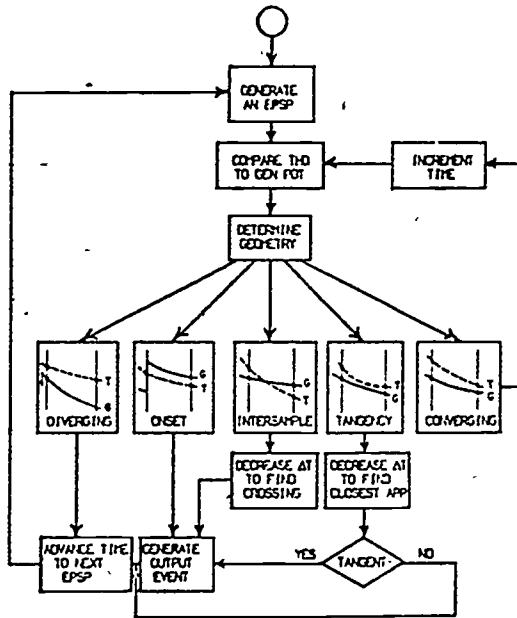 GENERATE
AN EPSP
COMPARE THD
TO GEN POT
INCREMENT
TIME
DETERMINE
GEOMETRY
T
G
DIVERGING
G
T
ONSET
G
T
INTERSAMPLE
T
G
TANGENCY
T
G
CONVERGING
DECREASE ΔT
TO FIND
CROSSING
DECREASE ΔT
TO FIND
CLOSEST APP
ADVANCE TIME
TO NEXT
EPSP
GENERATE
OUTPUT
EVENT
YES
TANGENT
NO